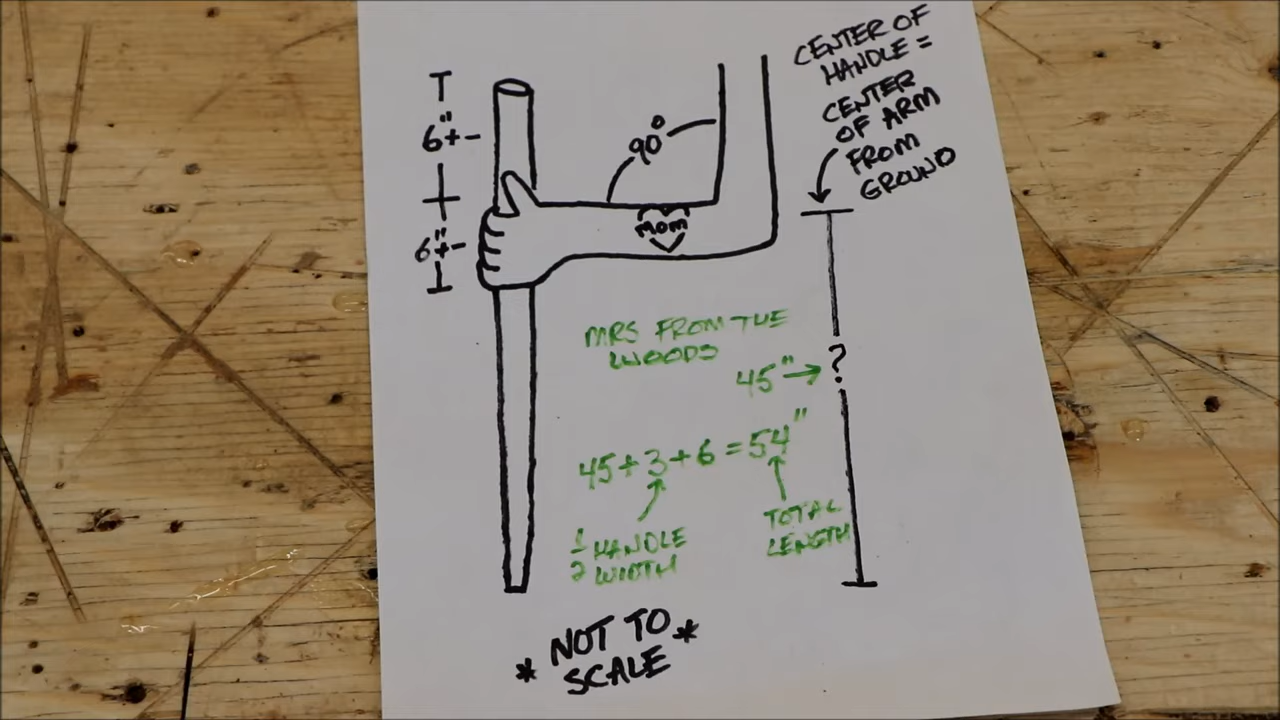 CENTER OF
HANDLE =
CENTER
OF ARM
FROM
GROUND
6"+-
6"+-
90°
MOM
MRS FROM THE
WOODS
45" → ?
45+3+6=54"
1/2 HANDLE
WIDTH
TOTAL
LENGTH
* NOT TO *
SCALE